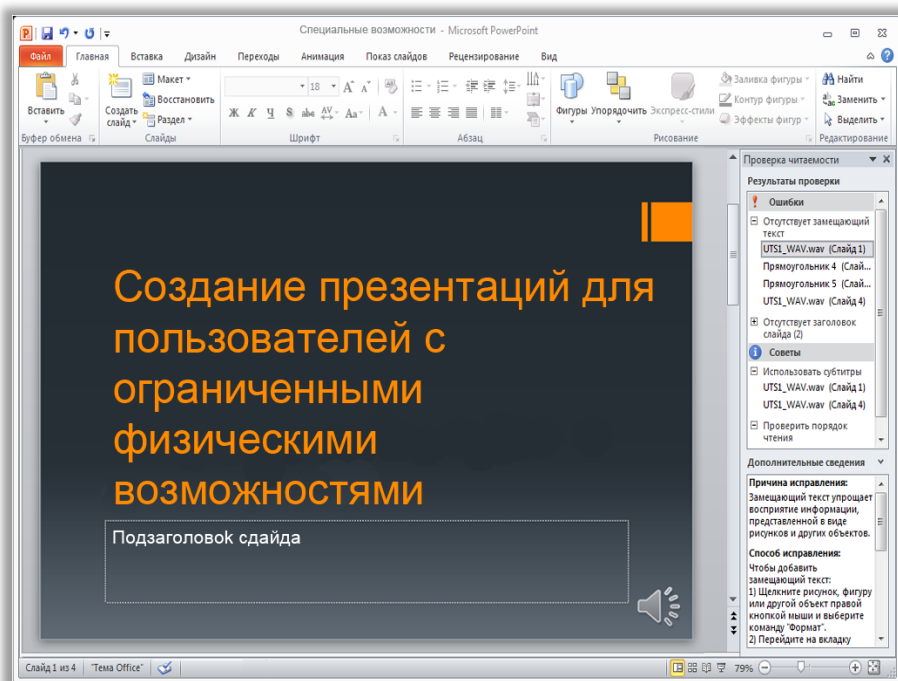 Специальные возможности - Microsoft PowerPoint
Файл Главная Вставка Дизайн Переходы Анимация Показ слайдов Рецензирование Вид
Вставить
Буфер обмена
Создать слайд
Макет
Восстановить
Раздел
Слайды
18
Ж К Ч S abc AV Aa A
Шрифт
Абзац
Фигуры Упорядочить Экспресс-стили
Заливка фигуры
Контур фигуры
Эффекты фигур
Рисование
Найти
Заменить
Выделить
Редактирование
Создание презентаций для
пользователей с
ограниченными
физическими
возможностями
Подзаголовок сдайда
Проверка читаемости
Результаты проверки
Ошибки
Отсутствует замещающий
текст
UTS1_WAV.wav (Слайд 1)
Прямоугольник 4 (Слай...
Прямоугольник 5 (Слай...
UTS1_WAV.wav (Слайд 4)
Отсутствует заголовок
слайда (2)
Советы
Использовать субтитры
UTS1_WAV.wav (Слайд 1)
UTS1_WAV.wav (Слайд 4)
Проверить порядок
чтения
Дополнительные сведения
Причина исправления:
Замещающий текст упрощает
восприятие информации,
представленной в виде
рисунков и других объектов.
Способ исправления:
Чтобы добавить
замещающий текст:
1) Щелкните рисунок, фигуру
или другой объект правой
кнопкой мыши и выберите
команду "Формат".
2) Перейдите на вкладку
Слайд 1 из 4 "Тема Office" 79%